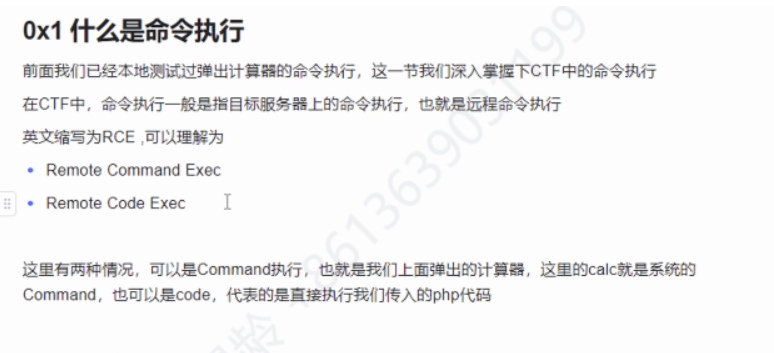 0x1 什么是命令执行
前面我们已经本地测试过弹出计算器的命令执行，这一节我们深入掌握下CTF中的命令执行
在CTF中，命令执行一般是指目标服务器上的命令执行，也就是远程命令执行
英文缩写为RCE ,可以理解为
Remote Command Exec
Remote Code Exec
这里有两种情况，可以是Command执行，也就是我们上面弹出的计算器，这里的calc就是系统的
Command，也可以是code，代表的是直接执行我们传入的php代码